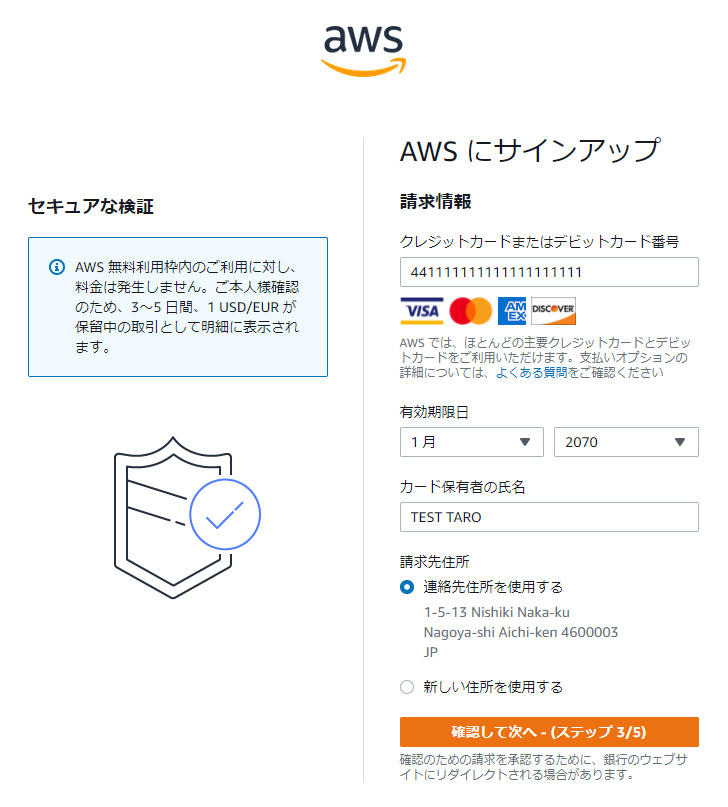 aws
セキュアな検証
AWS 無料利用枠内のご利用に対し、
料金は発生しません。ご本人様確認
のため、3～5 日間、1 USD/EUR が
保留中の取引として明細に表示され
ます。
AWS にサインアップ
請求情報
クレジットカードまたはデビットカード番号
441111111111111111111
VISA
AM
EX
DISCOVER
AWS では、ほとんどの主要クレジットカードとデビッ
トカードをご利用いただけます。支払いオプションの
詳細については、よくある質問をご確認ください
有効期限日
1 月
2070
カード保有者の氏名
TEST TARO
請求先住所
連絡先住所を使用する
1-5-13 Nishiki Naka-ku
Nagoya-shi Aichi-ken 4600003
JP
新しい住所を使用する
確認して次へ - (ステップ 3/5)
確認のための請求を承認するために、銀行のウェブサ
イトにリダイレクトされる場合があります。